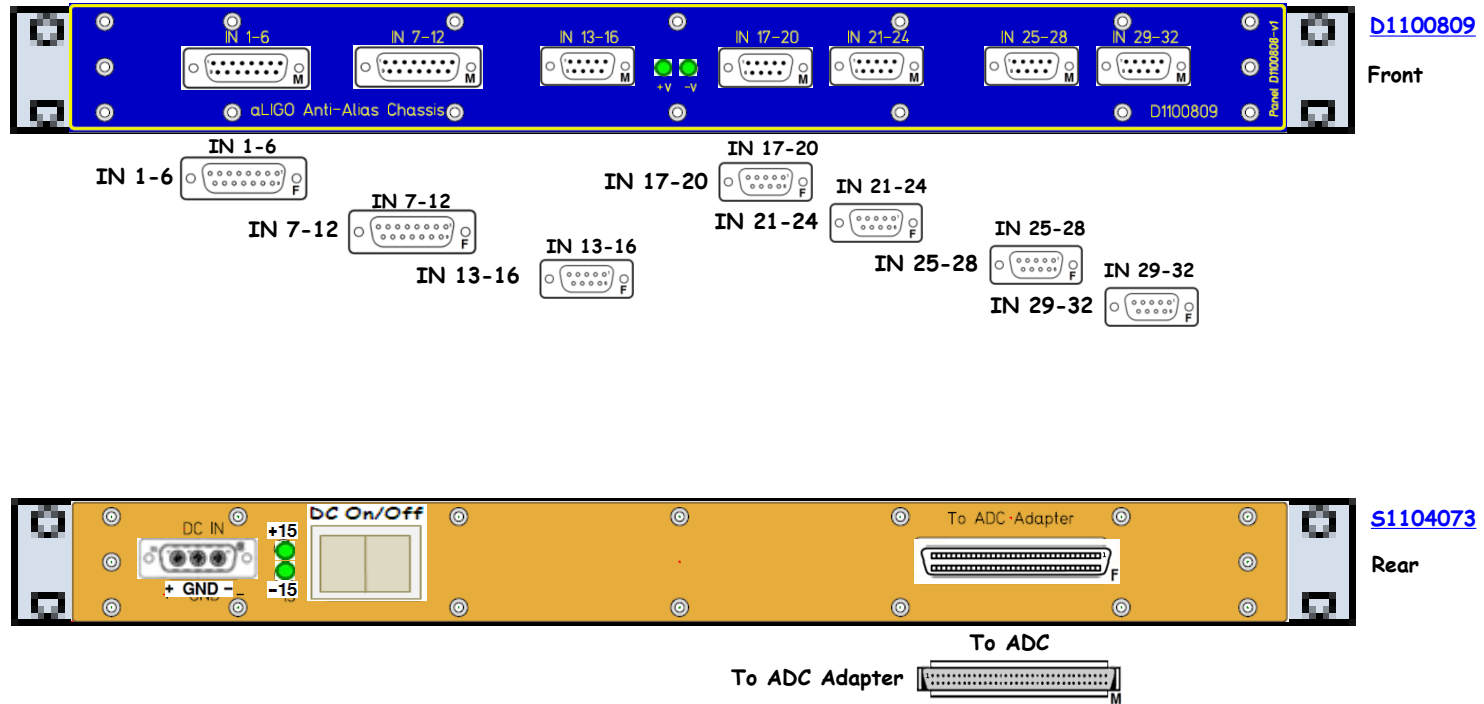 IN 1-6
IN 7-12
IN 13-16
IN 17-20
IN 21-24
IN 25-28
IN 29-32
D1100809
M
M
M
M
M
M
M
+V -V
Front
Panel D1100808-v1
aLIGO Anti-Alias Chassis
D1100809
IN 1-6
IN 1-6
F
IN 7-12
IN 7-12
F
IN 13-16
IN 13-16
F
IN 17-20
IN 17-20
F
IN 21-24
IN 21-24
F
IN 25-28
IN 25-28
F
IN 29-32
IN 29-32
F
DC IN
+15
DC On/Off
To ADC Adapter
S1104073
F
Rear
+ GND -
-15
To ADC
To ADC Adapter
M